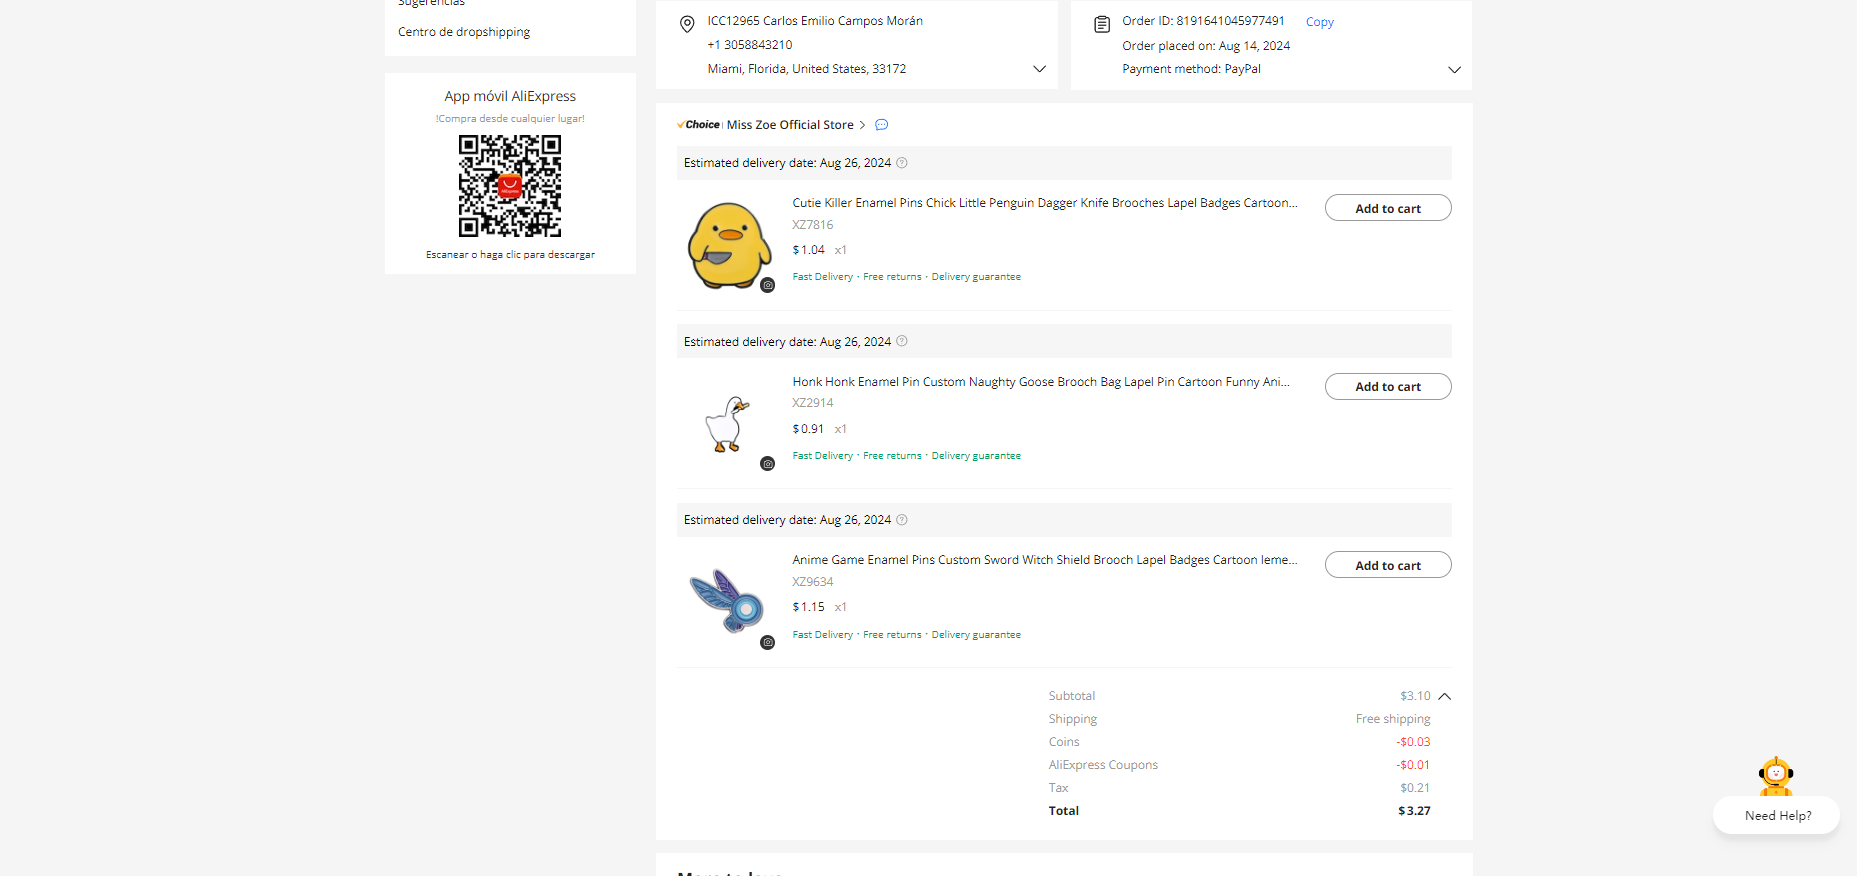 Sugerencias
Centro de dropshipping
App móvil AliExpress
!Compra desde cualquier lugar!
AliExpress
Escanear o haga clic para descargar
ICC12965 Carlos Emilio Campos Morán
+1 3058843210
Miami, Florida, United States, 33172
Order ID: 8191641045977491 Copy
Order placed on: Aug 14, 2024
Payment method: PayPal
Choice Miss Zoe Official Store
Estimated delivery date: Aug 26, 2024
Cutie Killer Enamel Pins Chick Little Penguin Dagger Knife Brooches Lapel Badges Cartoon...
Add to cart
XZ7816
$1.04 x1
Fast Delivery · Free returns · Delivery guarantee
Estimated delivery date: Aug 26, 2024
Honk Honk Enamel Pin Custom Naughty Goose Brooch Bag Lapel Pin Cartoon Funny Ani...
Add to cart
XZ2914
$0.91 x1
Fast Delivery · Free returns · Delivery guarantee
Estimated delivery date: Aug 26, 2024
Anime Game Enamel Pins Custom Sword Witch Shield Brooch Lapel Badges Cartoon Ieme...
Add to cart
XZ9634
$1.15 x1
Fast Delivery · Free returns · Delivery guarantee
Subtotal $3.10
Shipping Free shipping
Coins -$0.03
AliExpress Coupons -$0.01
Tax $0.21
Total $3.27
Need Help?
More to love